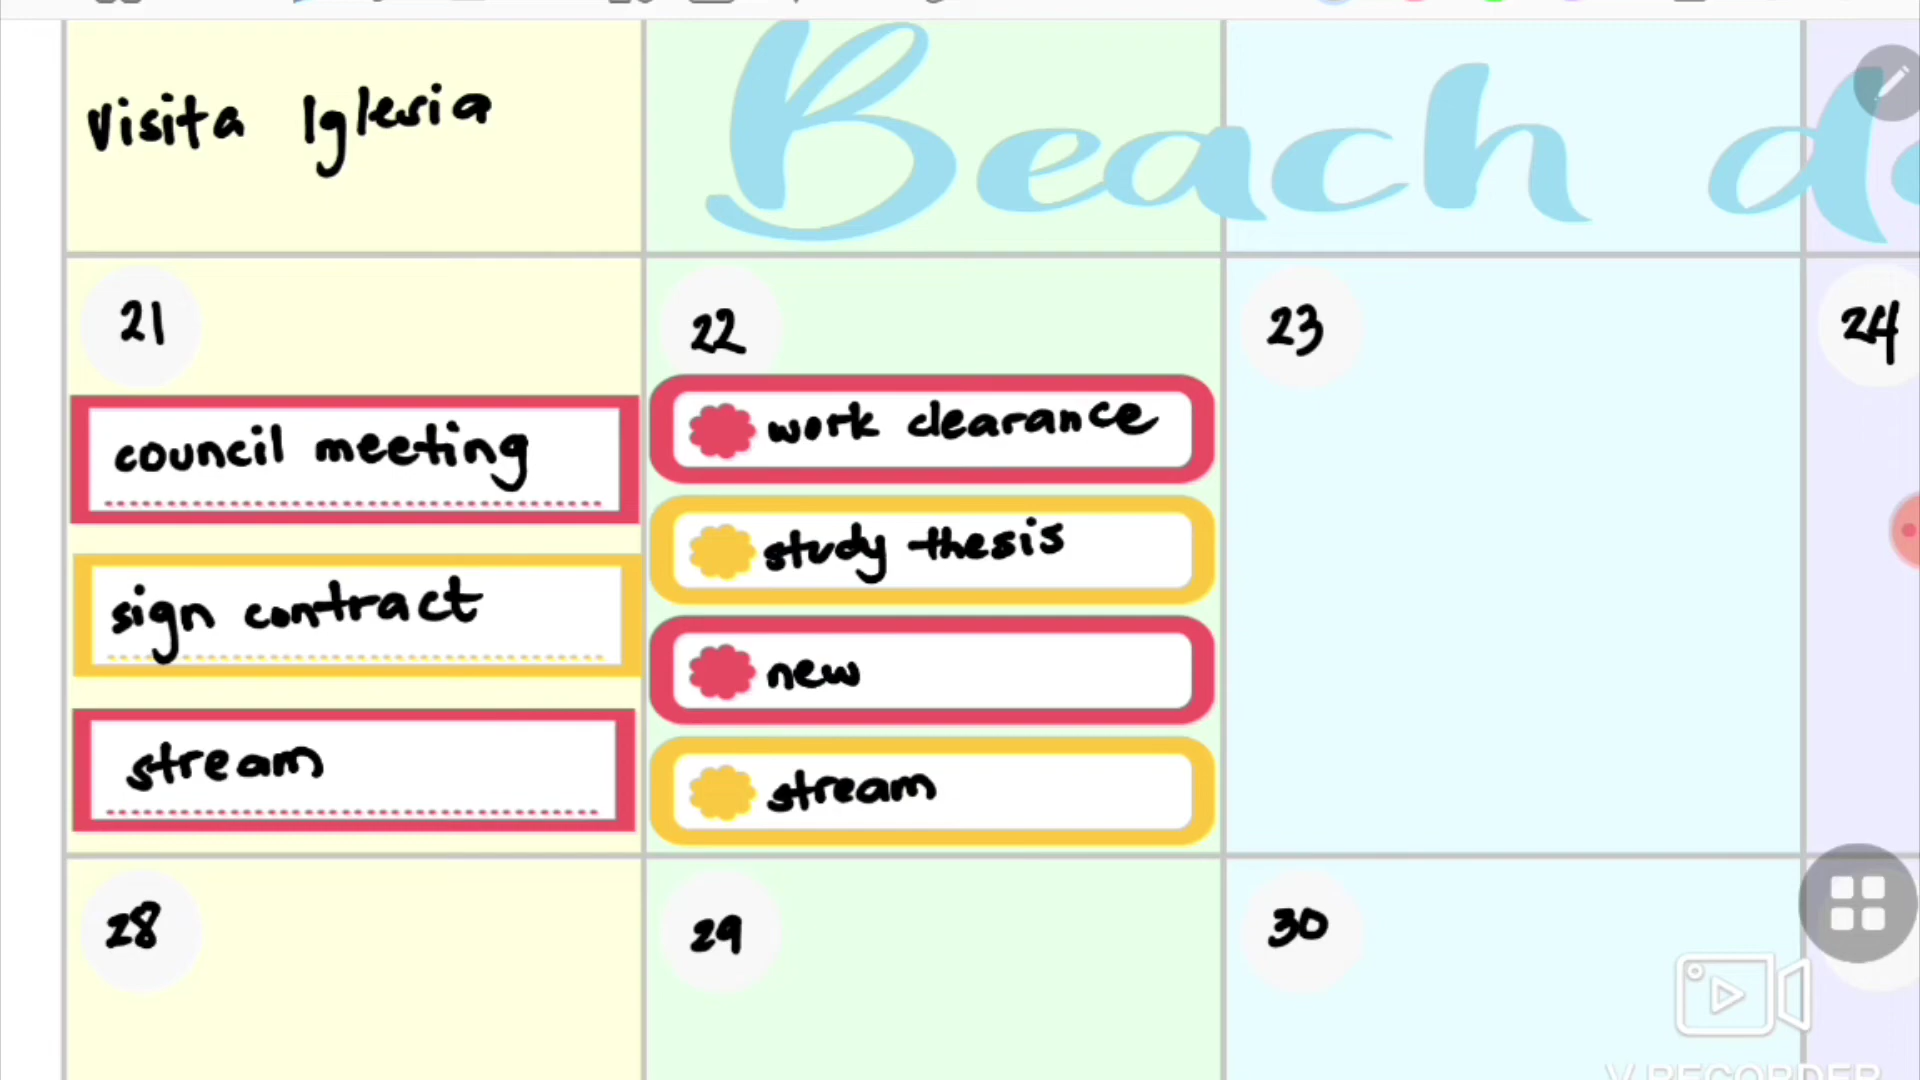 Visita Iglesia
Beach d
21
22
23
24
council meeting
work clearance
sign contract
study thesis
new
stream
stream
28
29
30